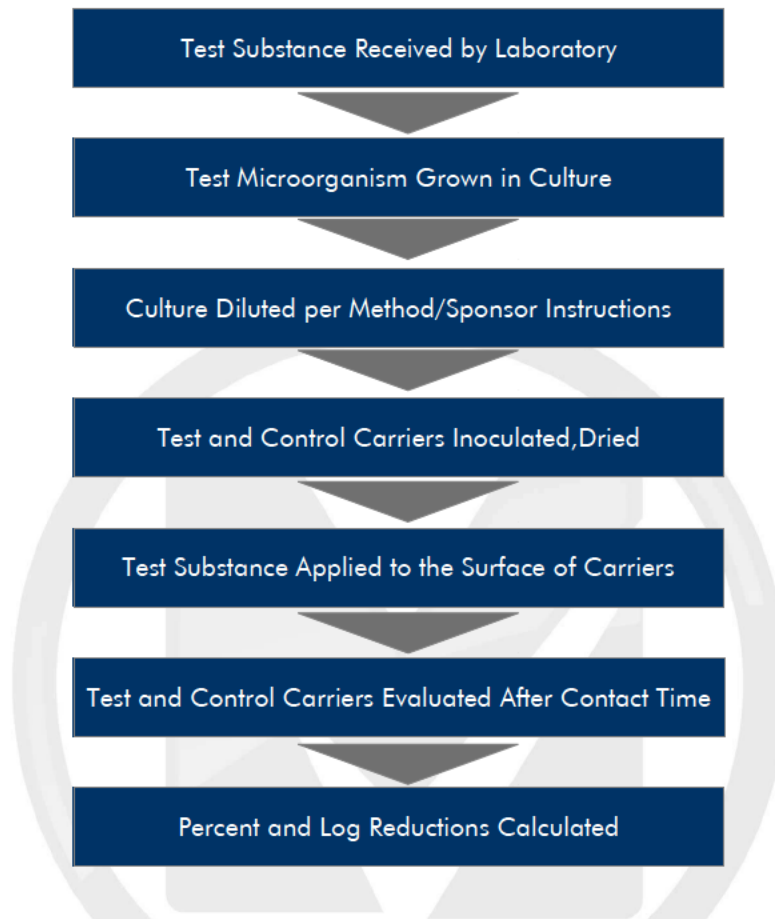 Test Substance Received by Laboratory
Test Microorganism Grown in Culture
Culture Diluted per Method/Sponsor Instructions
Test and Control Carriers Inoculated,Dried
Test Substance Applied to the Surface of Carriers
Test and Control Carriers Evaluated After Contact Time
Percent and Log Reductions Calculated